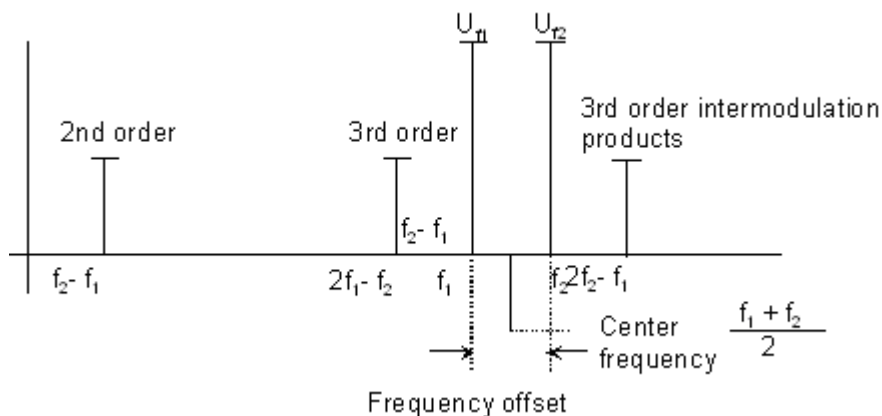 U_f1 U_f2
2nd order
3rd order
3rd order intermodulation
products
f_2 - f_1
f_2 - f_1
2f_1 - f_2
f_1
f_2
2f_2 - f_1
Center
frequency
f_1 + f_2
2
Frequency offset